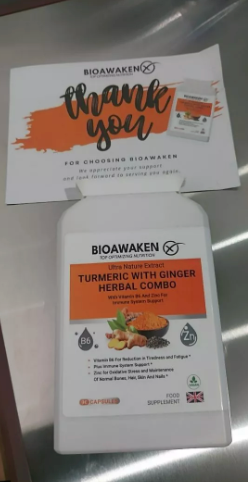 BIOAWAKEN
TOP OPTIMIZING NUTRITION
thank
you
FOR CHOOSING BIOAWAKEN
We appreciate your support
and look forward to serving you again.
BIOAWAKEN
TOP OPTIMIZING NUTRITION
Ultra Nature Extract
TURMERIC WITH GINGER
HERBAL COMBO
With Vitamin B6 And Zinc For
Immune System Support
B6
Zn
Vitamin B6 For Reduction in Tiredness and Fatigue *
Plus Immune System Support *
Zinc for Oxidative Stress and Maintenance
Of Normal Bones, Hair, Skin And Nails *
CAPSULES
FOOD
SUPPLEMENT